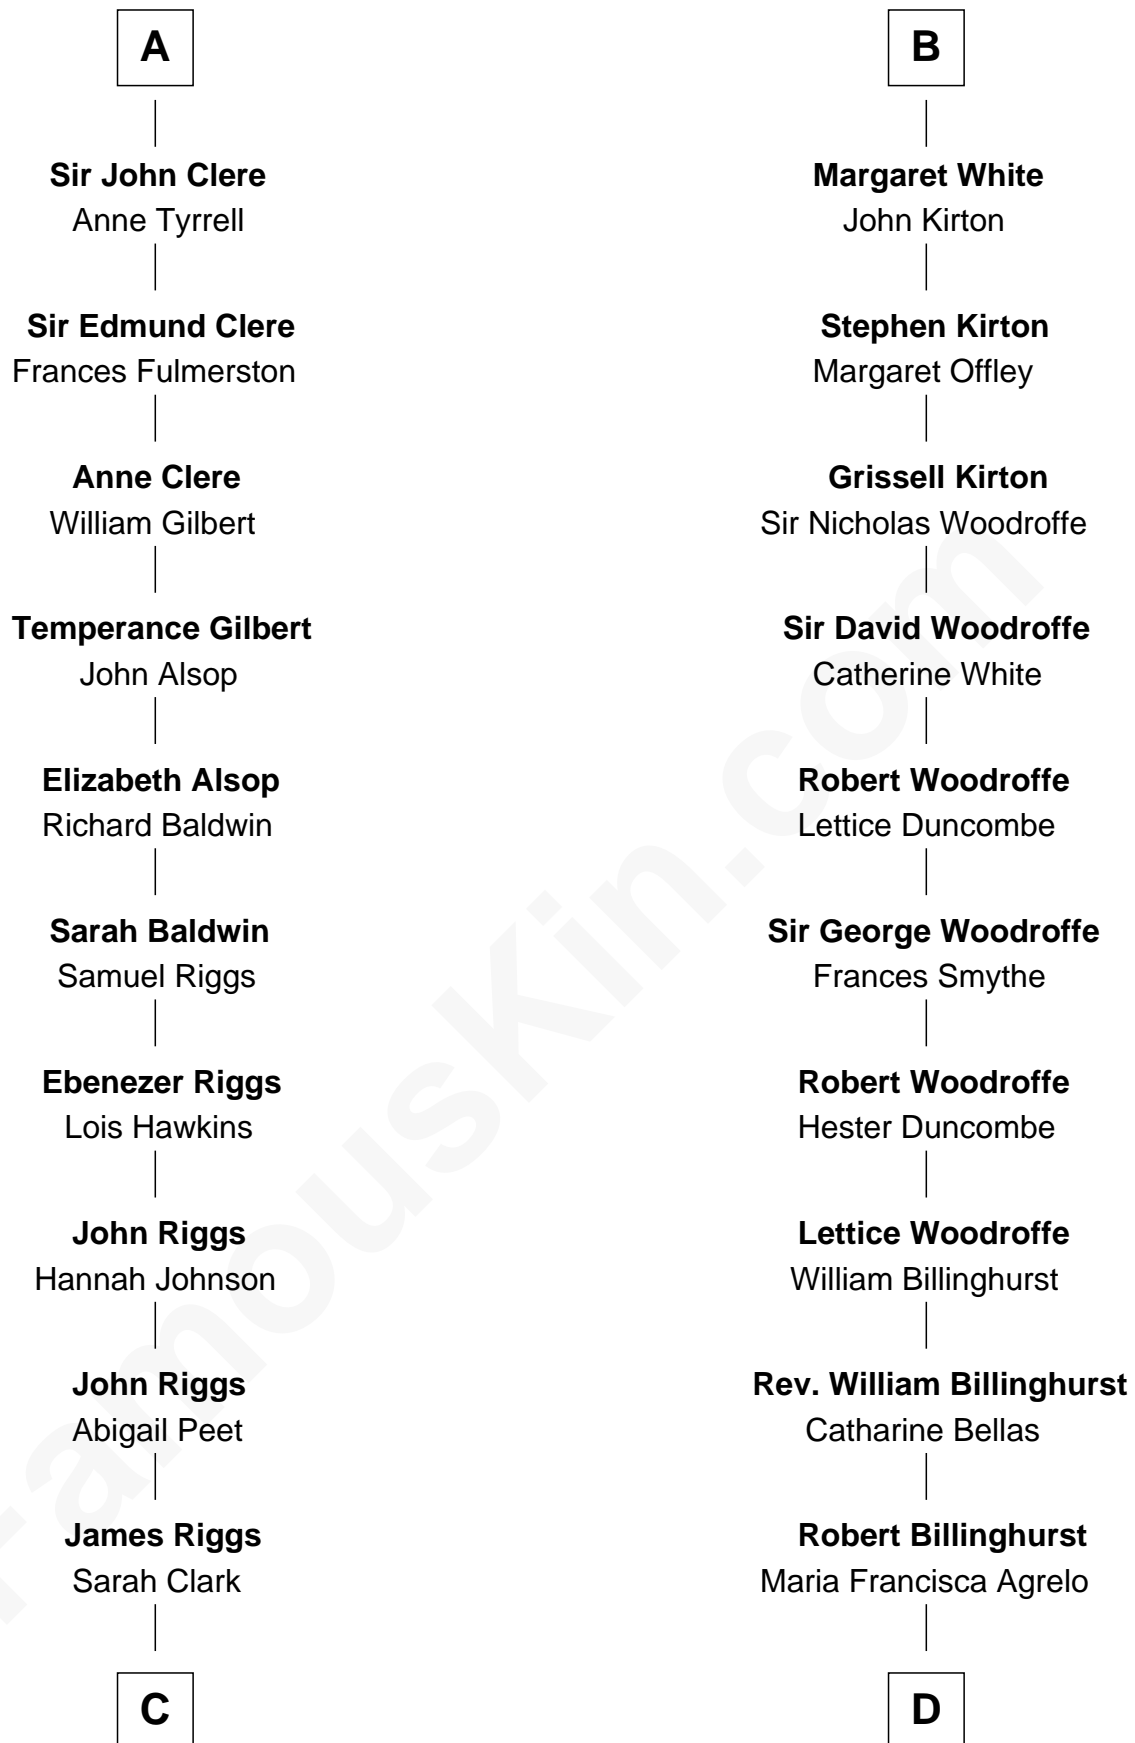 A
Sir John Clere
Anne Tyrrell
Sir Edmund Clere
Frances Fulmerston
Anne Clere
William Gilbert
Temperance Gilbert
John Alsop
Elizabeth Alsop
Richard Baldwin
Sarah Baldwin
Samuel Riggs
Ebenezer Riggs
Lois Hawkins
John Riggs
Hannah Johnson
John Riggs
Abigail Peet
James Riggs
Sarah Clark
C
B
Margaret White
John Kirton
Stephen Kirton
Margaret Offley
Grissell Kirton
Sir Nicholas Woodroffe
Sir David Woodroffe
Catherine White
Robert Woodroffe
Lettice Duncombe
Sir George Woodroffe
Frances Smythe
Robert Woodroffe
Hester Duncombe
Lettice Woodroffe
William Billinghurst
Rev. William Billinghurst
Catharine Bellas
Robert Billinghurst
Maria Francisca Agrelo
D
FamousKin.com